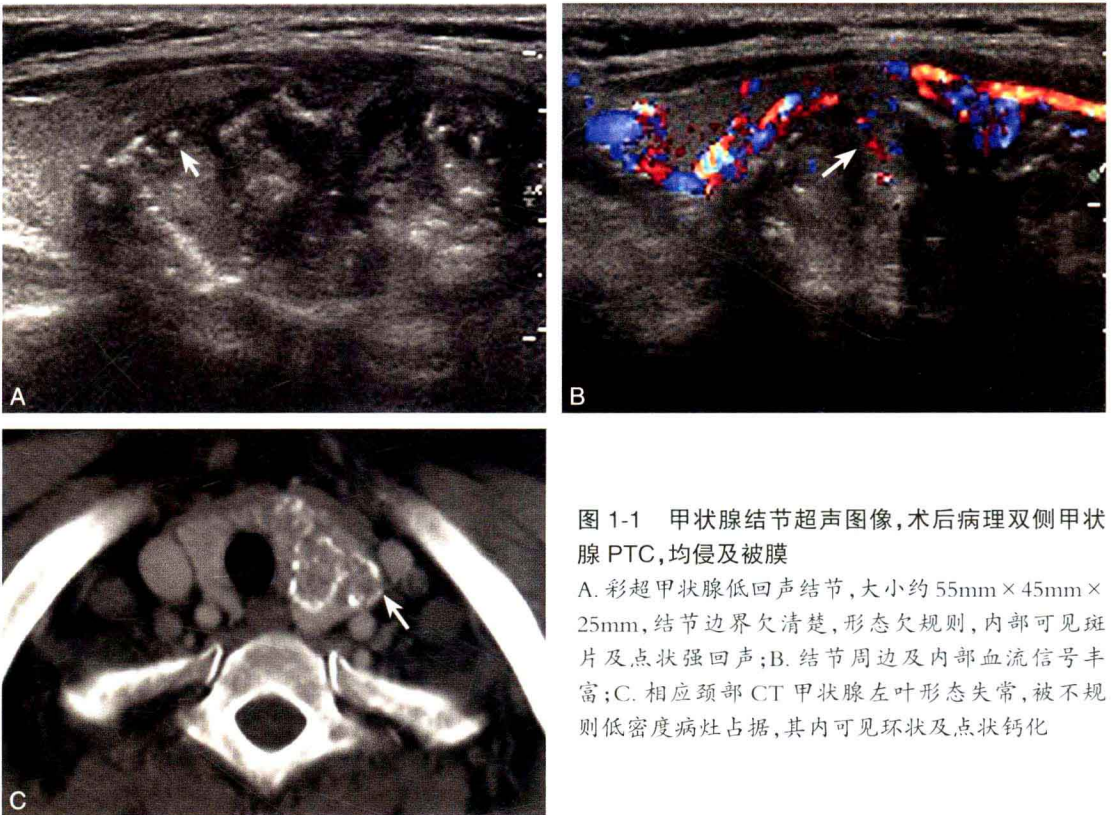 A
B
C
图 1-1 甲状腺结节超声图像,术后病理双侧甲状
腺 PTC,均侵及被膜
A. 彩超甲状腺低回声结节,大小约 55mm×45mm×
25mm,结节边界欠清楚,形态欠规则,内部可见斑
片及点状强回声;B. 结节周边及内部血流信号丰
富;C. 相应颈部 CT 甲状腺左叶形态失常,被不规
则低密度病灶占据,其内可见环状及点状钙化